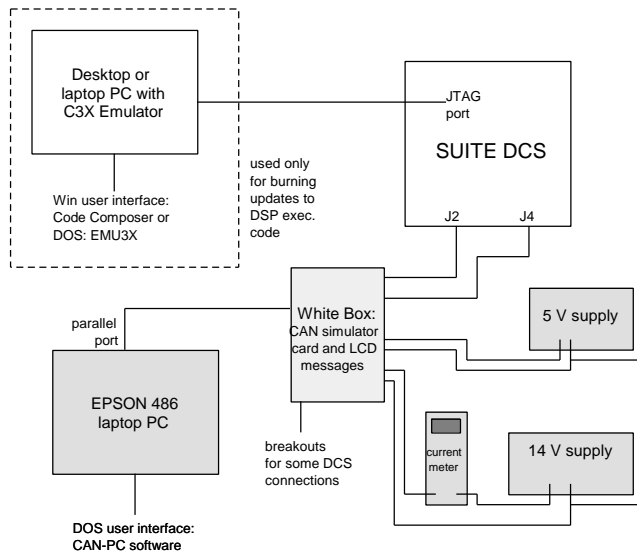 Desktop or
laptop PC with
C3X Emulator
JTAG
port
SUITE DCS
J2
J4
used only
for burning
updates to
DSP exec.
code
Win user interface:
Code Composer or
DOS: EMU3X
White Box:
CAN simulator
card and LCD
messages
5 V supply
parallel
port
EPSON 486
laptop PC
breakouts
for some DCS
connections
current
meter
14 V supply
DOS user interface:
CAN-PC software